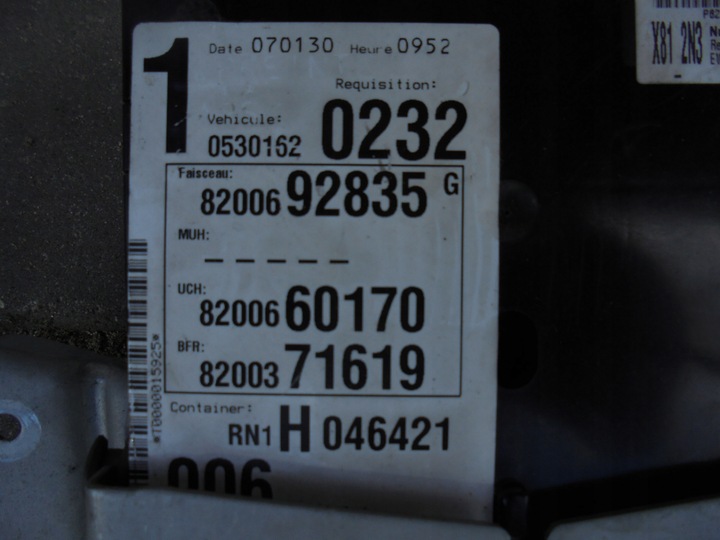 Date 070130 Heure 0952
1
Requisition:
Vehicule:
0530162 0232
Faisceau:
82006 92835 G
MUH:
-----
UCH:
82006 60170
BFR:
82003 71619
Container:
RN1 H 046421
006
*T0000015925*
X81 2N3